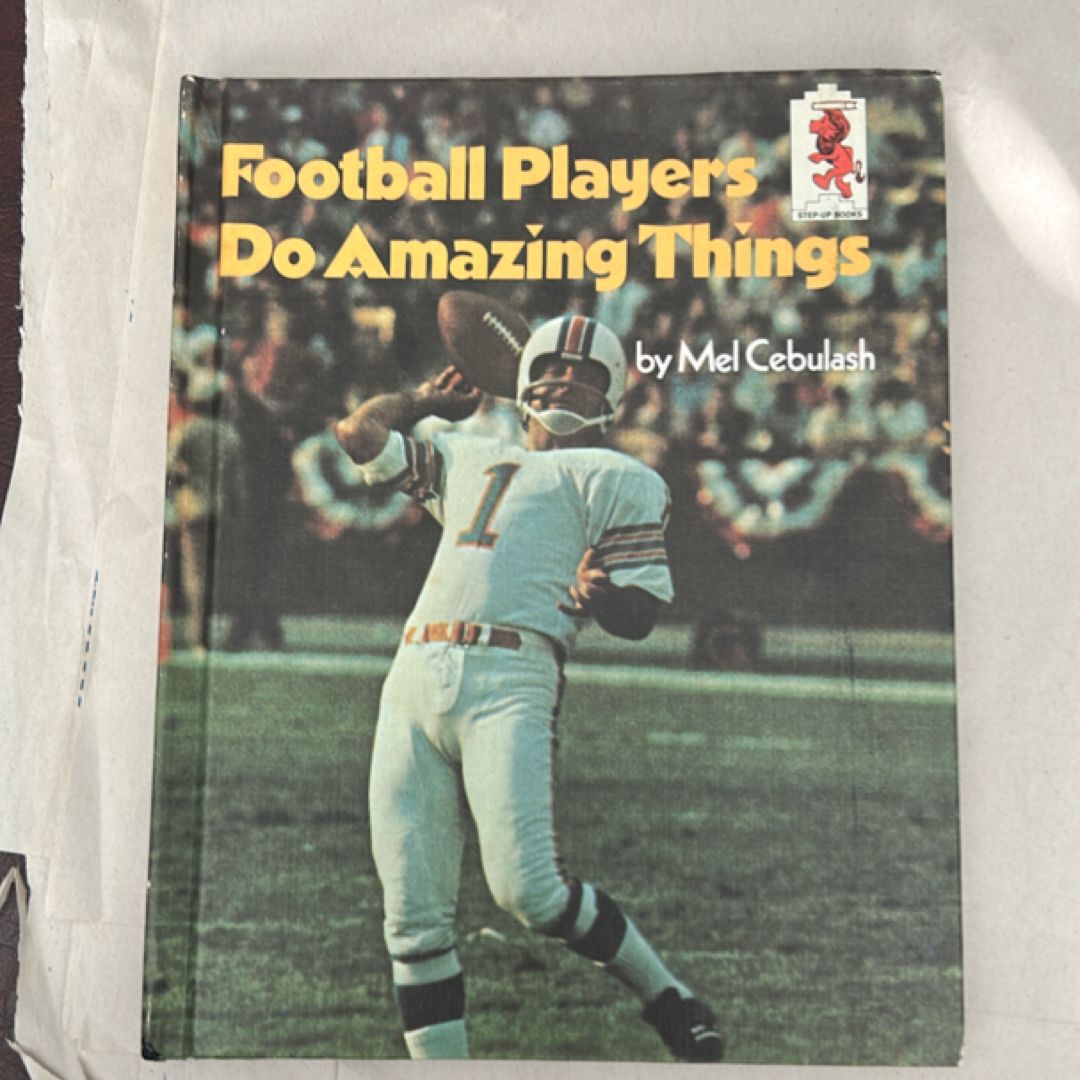 Football Players
STEP-UP BOOKS
Do Amazing Things
by Mel Cebulash
1